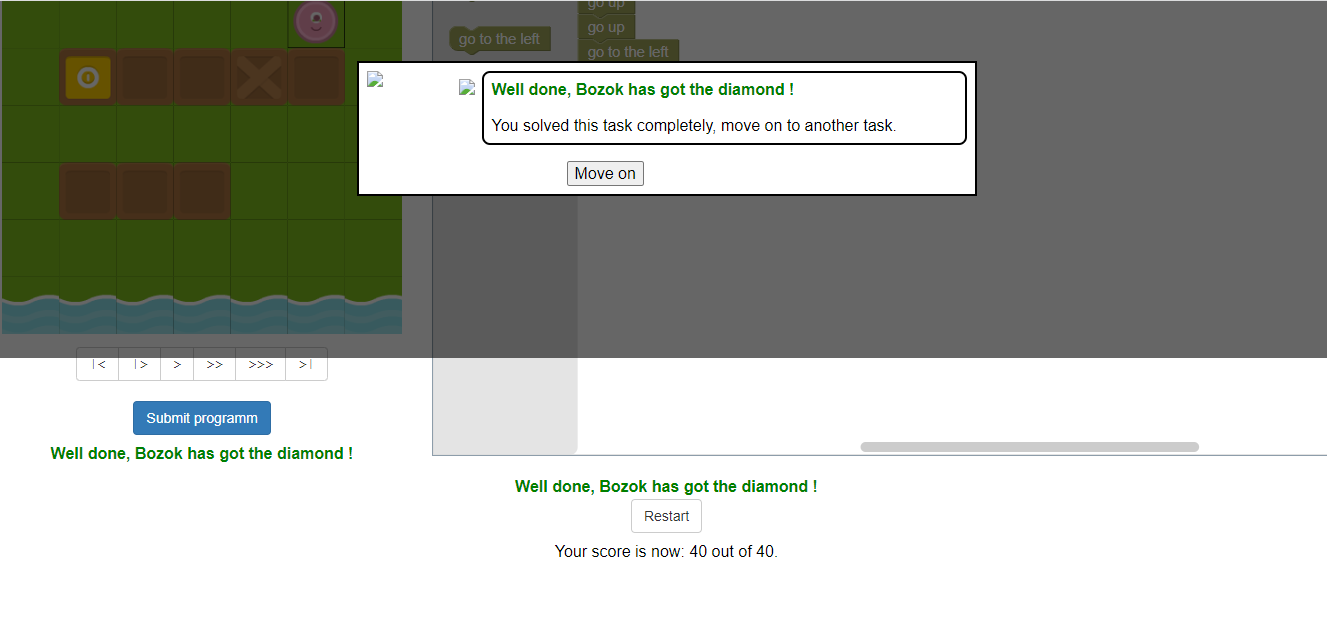 go up
go up
go to the left
go to the left
Well done, Bozok has got the diamond !
You solved this task completely, move on to another task.
Move on
|< |> > >> >>> >|
Submit programm
Well done, Bozok has got the diamond !
Well done, Bozok has got the diamond !
Restart
Your score is now: 40 out of 40.